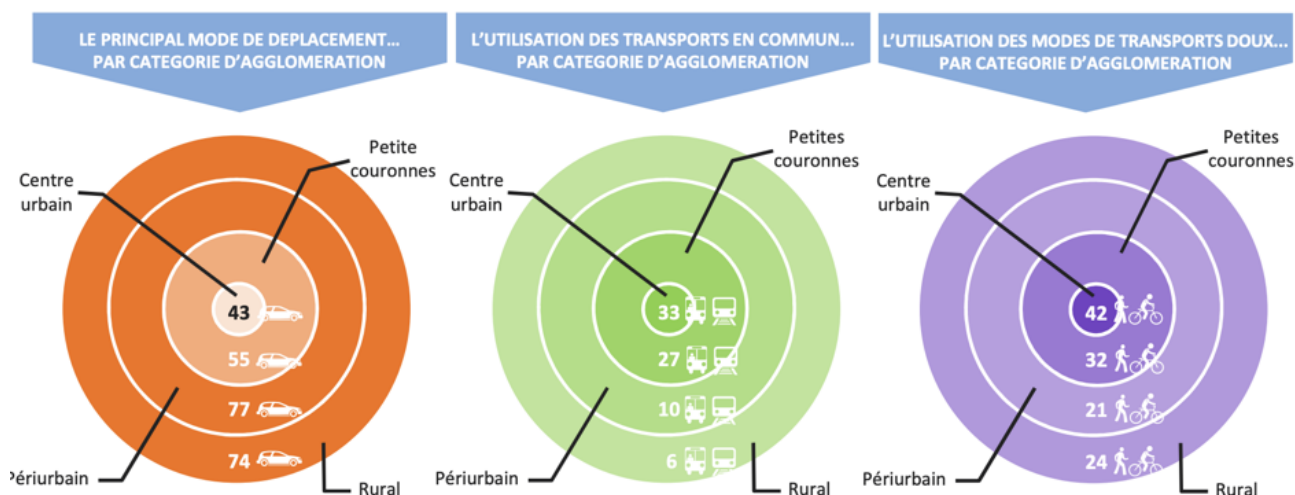 LE PRINCIPAL MODE DE DEPLACEMENT...
PAR CATEGORIE D'AGGLOMERATION
Centre
urbain
Petite
couronnes
43
55
77
74
Périurbain
Rural
L'UTILISATION DES TRANSPORTS EN COMMUN...
PAR CATEGORIE D'AGGLOMERATION
Centre
urbain
Petites
couronnes
33
27
10
6
Périurbain
Rural
L'UTILISATION DES MODES DE TRANSPORTS DOUX...
PAR CATEGORIE D'AGGLOMERATION
Centre
urbain
Petites
couronnes
42
32
21
24
Périurbain
Rural